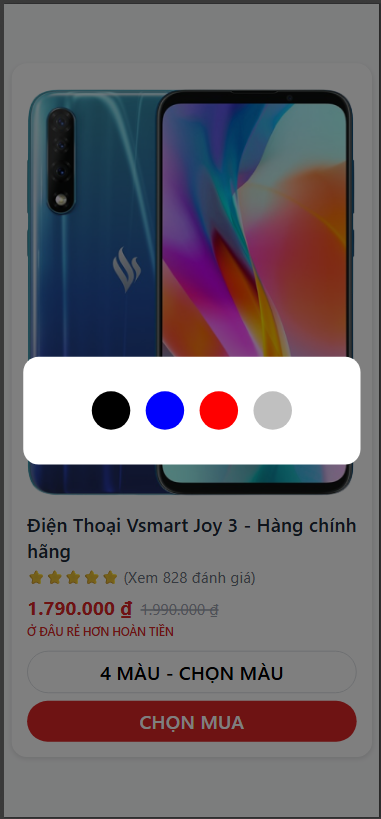 Điện Thoại Vsmart Joy 3 - Hàng chính
hãng
(Xem 828 đánh giá)
1.790.000 ₫ 1.990.000 ₫
Ở ĐÂU RẺ HƠN HOÀN TIỀN
4 MÀU - CHỌN MÀU
CHỌN MUA